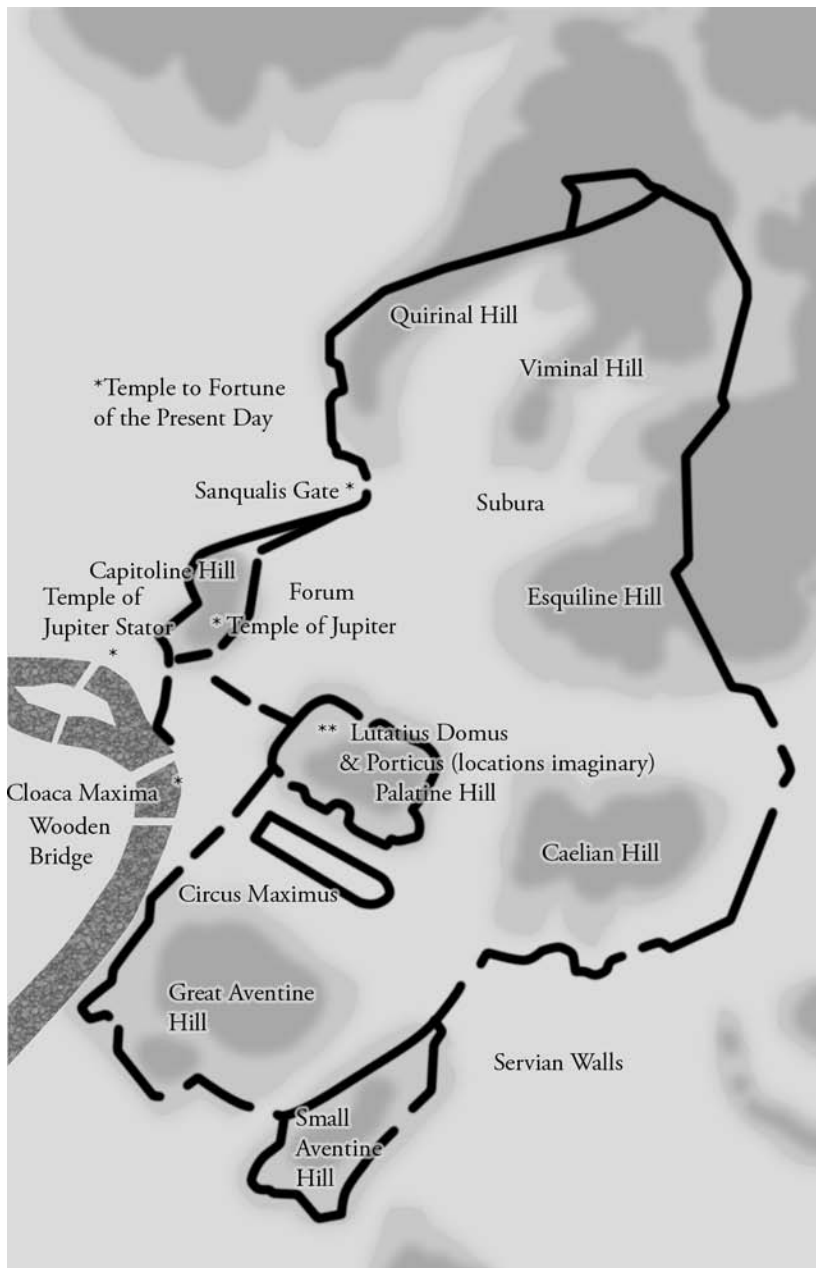 Quirinal Hill
Viminal Hill
*Temple to Fortune
of the Present Day
Sanqualis Gate *
Subura
Capitoline Hill
Forum
Esquiline Hill
Temple of
Jupiter Stator
*
* Temple of Jupiter
** Lutatius Domus
& Porticus (locations imaginary)
Palatine Hill
Cloaca Maxima *
Wooden
Bridge
Caelian Hill
Circus Maximus
Great Aventine
Hill
Servian Walls
Small
Aventine
Hill